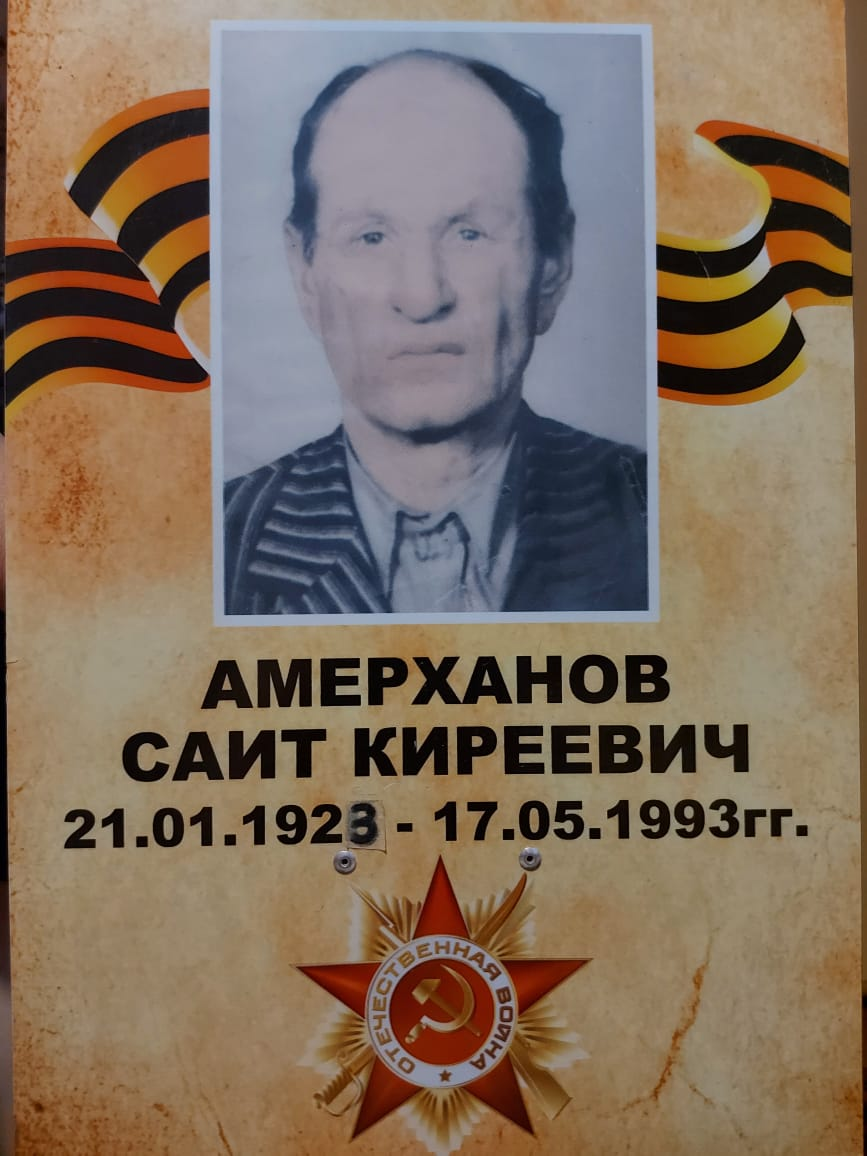 АМЕРХАНОВ
САИТ КИРЕЕВИЧ
21.01.1923 - 17.05.1993гг.
ОТЕЧЕСТВЕННАЯ ВОЙНА